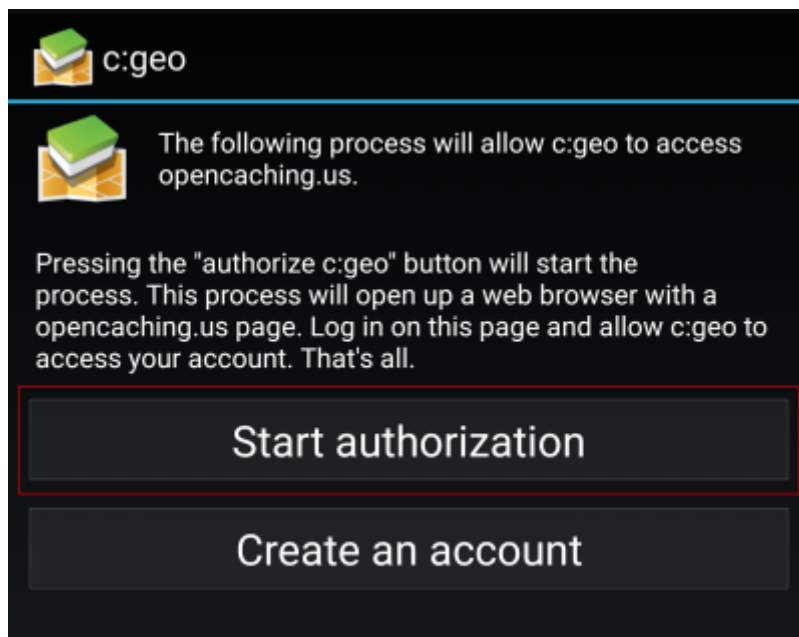 c:geo
The following process will allow c:geo to access
opencaching.us.
Pressing the "authorize c:geo" button will start the
process. This process will open up a web browser with a
opencaching.us page. Log in on this page and allow c:geo to
access your account. That's all.
Start authorization
Create an account